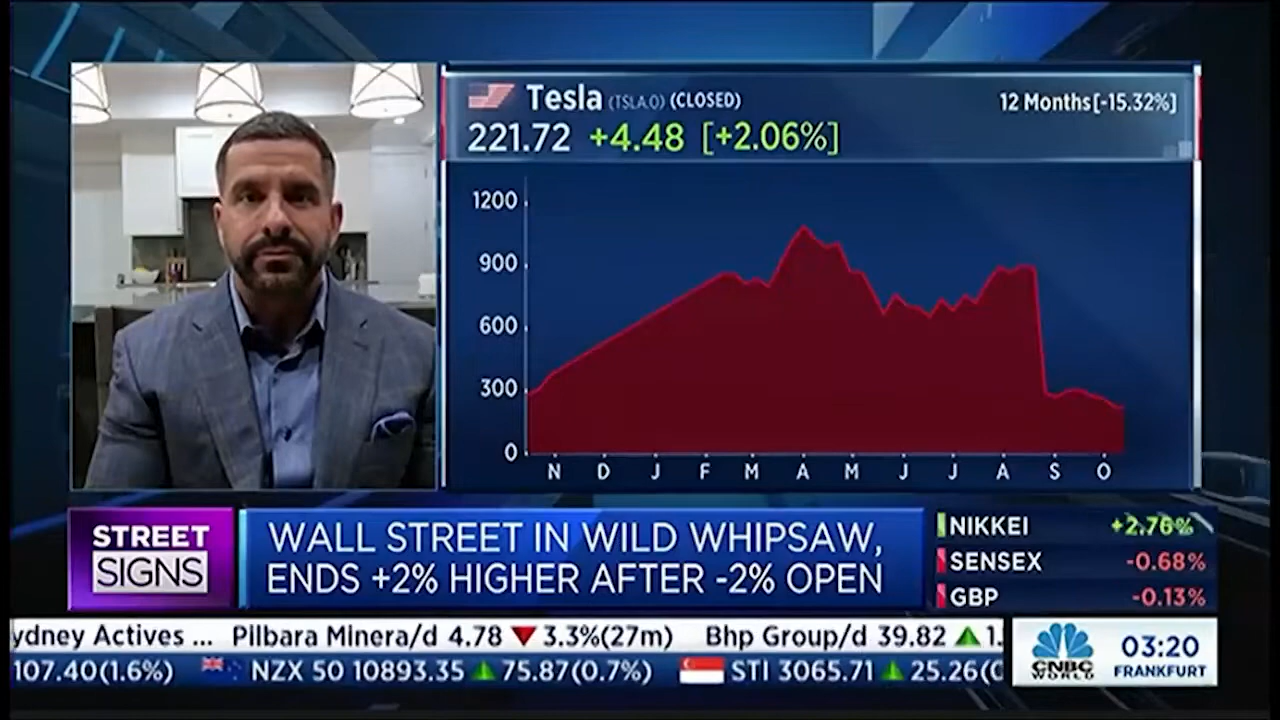 Tesla (TSLA.O) (CLOSED)
12 Months[-15.32%]
221.72 +4.48 [+2.06%]
1200
900
600
300
0
N D J F M A M J J A S O
STREET
SIGNS
WALL STREET IN WILD WHIPSAW,
ENDS +2% HIGHER AFTER -2% OPEN
NIKKEI +2.76%
SENSEX -0.68%
GBP -0.13%
ydney Actives ... Pilbara Minera/d 4.78 ▼ 3.3%(27m) Bhp Group/d 39.82 ▲ 1.
107.40(1.6%) NZX 50 10893.35 ▲ 75.87(0.7%) STI 3065.71 ▲ 25.26(0
CNBC
WORLD
03:20
FRANKFURT